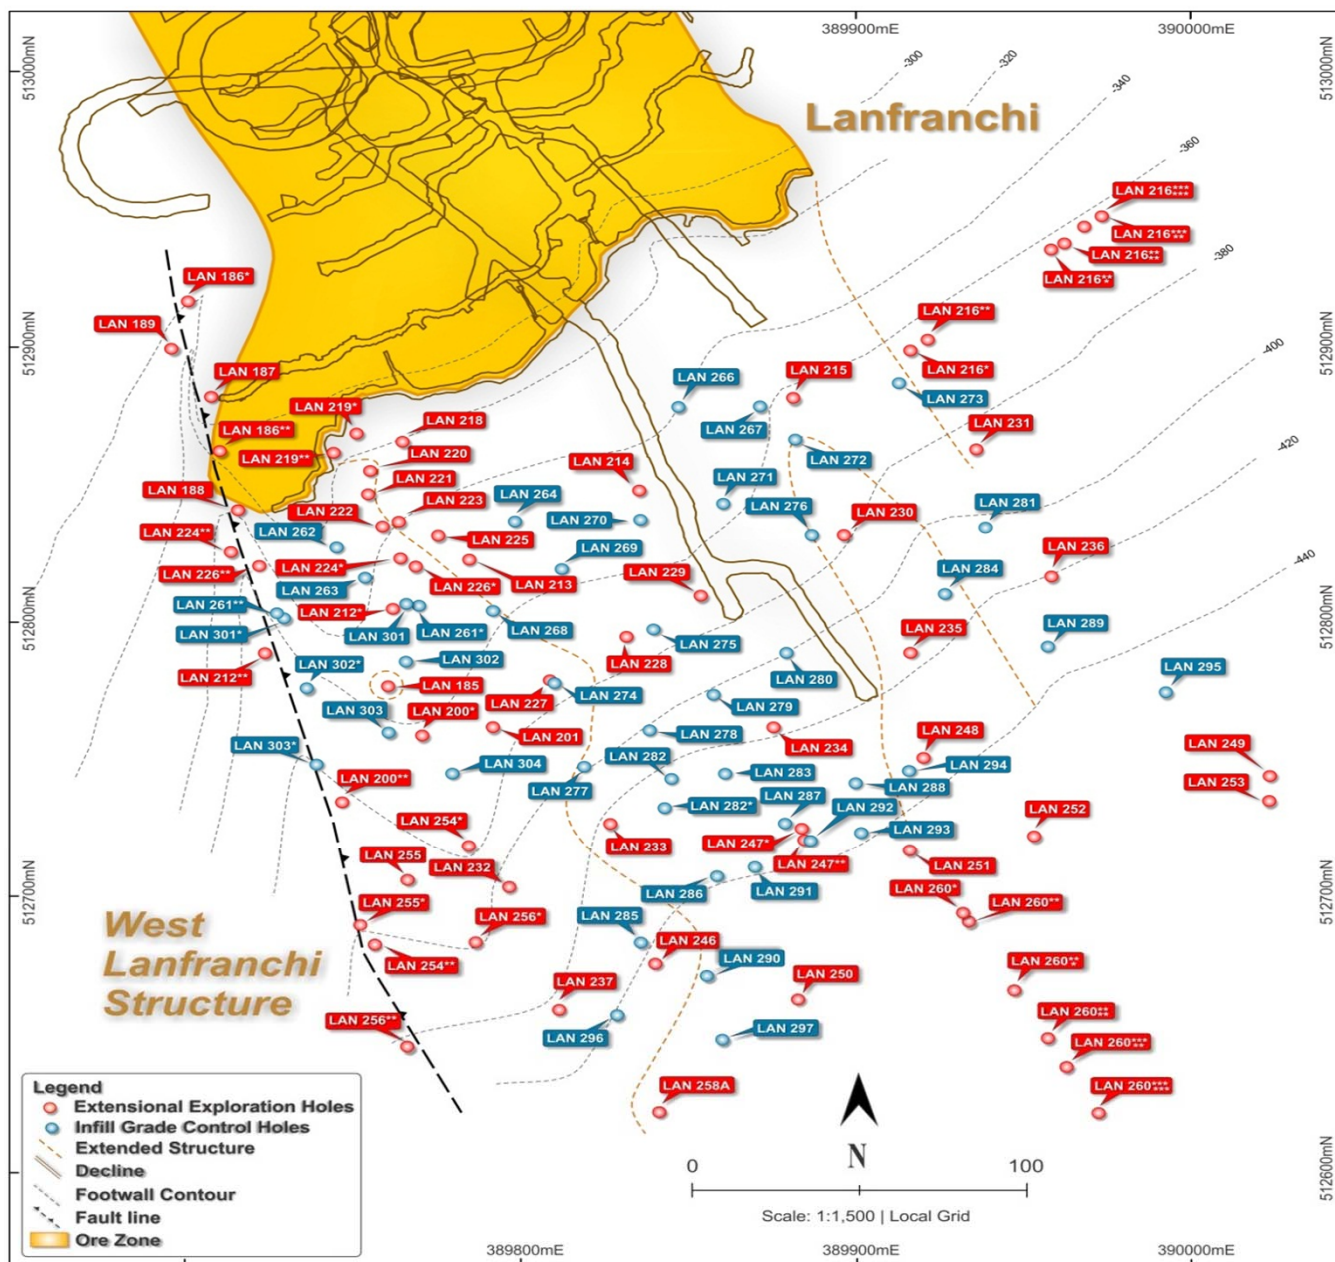 389900mE
390000mE
513000mN
513000mN
-300
-320
-340
-360
-380
-400
-420
-440
Lanfranchi
LAN 216******
LAN 216*****
LAN 216****
LAN 216***
LAN 186*
LAN 189
LAN 216**
LAN 216*
512900mN
512900mN
LAN 187
LAN 266
LAN 215
LAN 273
LAN 219*
LAN 218
LAN 267
LAN 231
LAN 186**
LAN 219**
LAN 220
LAN 214
LAN 272
LAN 221
LAN 271
LAN 188
LAN 222
LAN 223
LAN 264
LAN 270
LAN 276
LAN 230
LAN 281
LAN 224**
LAN 262
LAN 225
LAN 269
LAN 236
LAN 226**
LAN 224*
LAN 226*
LAN 213
LAN 229
LAN 284
LAN 263
LAN 261**
LAN 212*
LAN 301*
LAN 301
LAN 261*
LAN 268
LAN 275
LAN 235
LAN 289
512800mN
512800mN
LAN 212**
LAN 302*
LAN 302
LAN 228
LAN 280
LAN 295
LAN 185
LAN 274
LAN 227
LAN 303
LAN 200*
LAN 279
LAN 201
LAN 278
LAN 248
LAN 303*
LAN 234
LAN 249
LAN 304
LAN 282
LAN 283
LAN 294
LAN 200**
LAN 277
LAN 287
LAN 288
LAN 253
LAN 282*
LAN 292
LAN 252
LAN 254*
LAN 233
LAN 247*
LAN 293
LAN 255
LAN 232
LAN 247**
LAN 251
LAN 286
LAN 291
LAN 260*
LAN 255*
LAN 256*
LAN 285
LAN 260**
512700mN
512700mN
West
Lanfranchi
Structure
LAN 254**
LAN 246
LAN 290
LAN 260***
LAN 237
LAN 250
LAN 256**
LAN 296
LAN 297
LAN 260****
LAN 260*****
LAN 258A
LAN 260******
Legend
Extensional Exploration Holes
Infill Grade Control Holes
Extended Structure
Decline
Footwall Contour
Fault line
Ore Zone
N
0
100
Scale: 1:1,500 | Local Grid
512600mN
389800mE
389900mE
390000mE